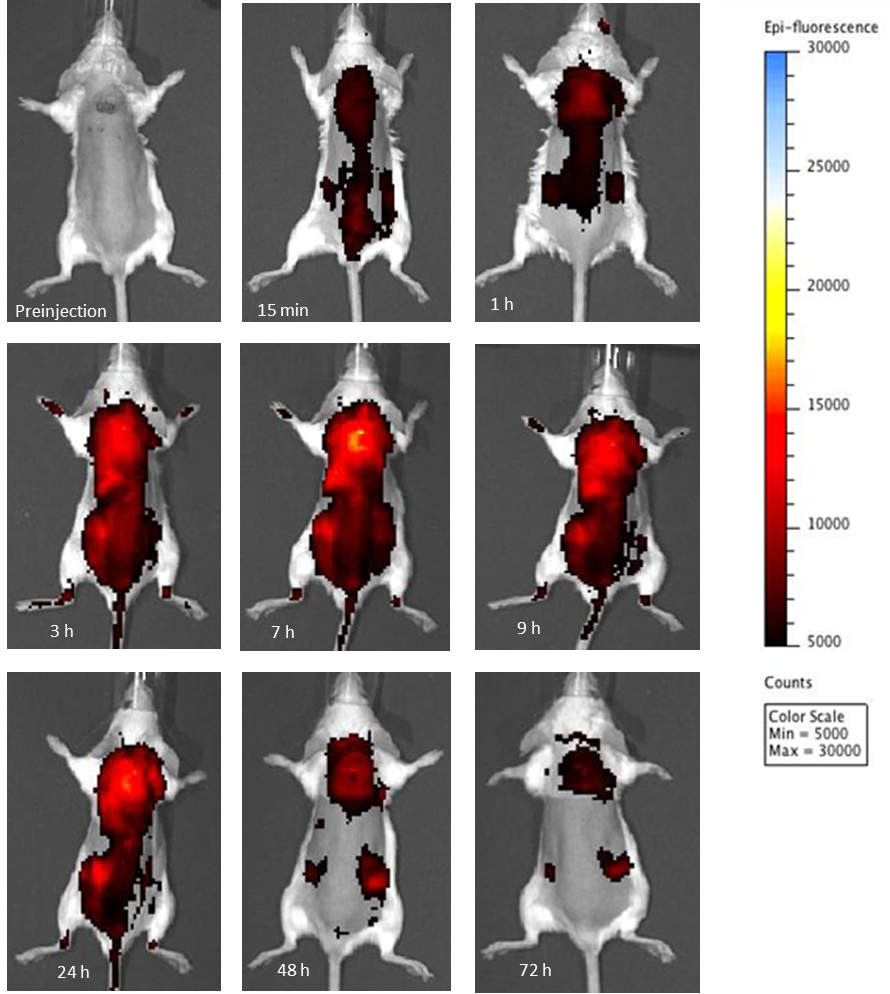 Preinjection
15 min
1 h
3 h
7 h
9 h
24 h
48 h
72 h
Epi-fluorescence
30000
25000
20000
15000
10000
5000
Counts
Color Scale
Min = 5000
Max = 30000